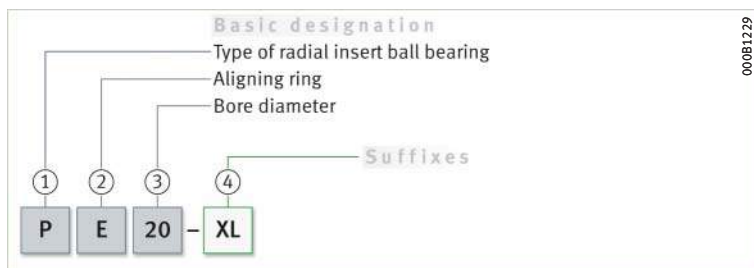 Basic designation
Type of radial insert ball bearing
Aligning ring
Bore diameter
Suffixes
① ② ③ ④
P E 20 – XL
000B1229